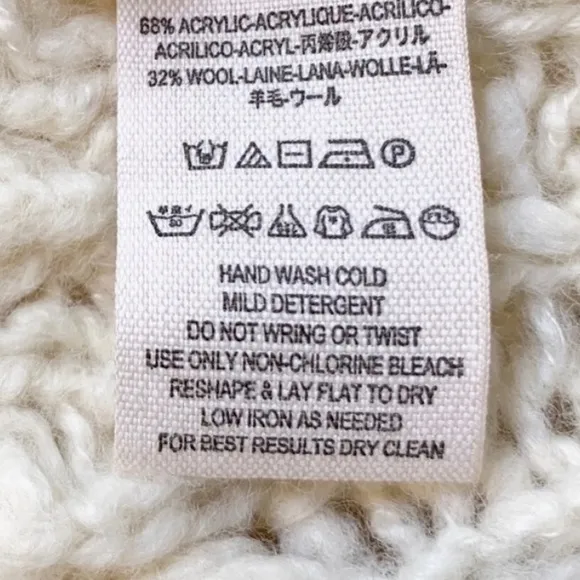 68% ACRYLIC-ACRYLIQUE-ACRILICO-
ACRILICO-ACRYL-丙烯酸-アクリル
32% WOOL-LAINE-LANA-WOLLE-LÃ-
羊毛-ウール
P
HAND WASH COLD
MILD DETERGENT
DO NOT WRING OR TWIST
USE ONLY NON-CHLORINE BLEACH
RESHAPE & LAY FLAT TO DRY
LOW IRON AS NEEDED
FOR BEST RESULTS DRY CLEAN